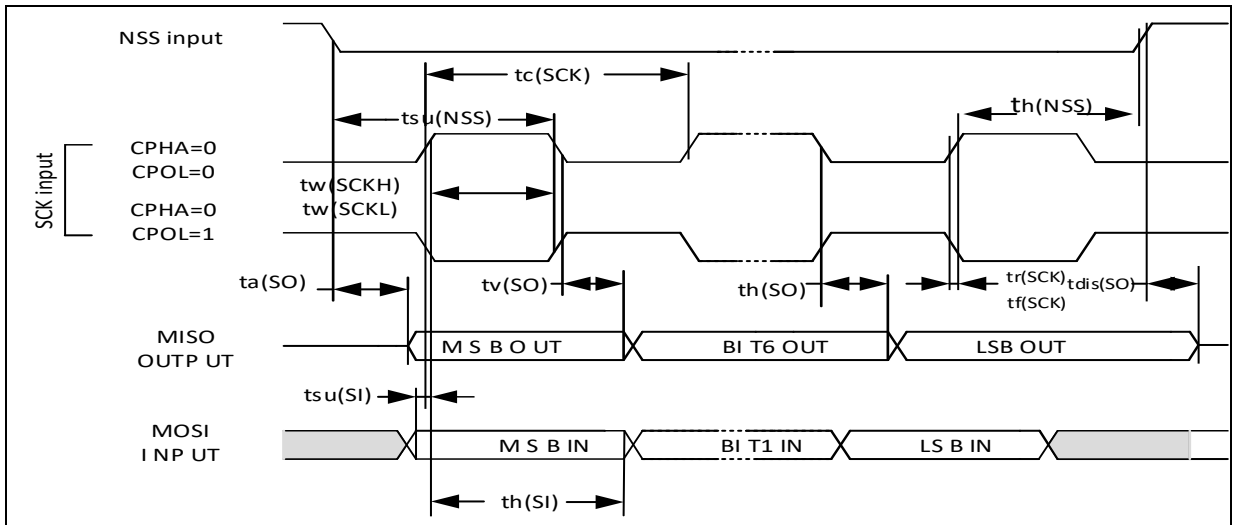 NSS input
tc(SCK)
tsu(NSS)
th(NSS)
SCK input
CPHA=0
CPOL=0
tw(SCKH)
CPHA=0
tw(SCKL)
CPOL=1
ta(SO)
tv(SO)
th(SO)
tr(SCK)
tdis(SO)
tf(SCK)
MISO
OUTP UT
M S B O UT
BI T6 OUT
LSB OUT
tsu(SI)
MOSI
I NP UT
M S B IN
BI T1 IN
LS B IN
th(SI)